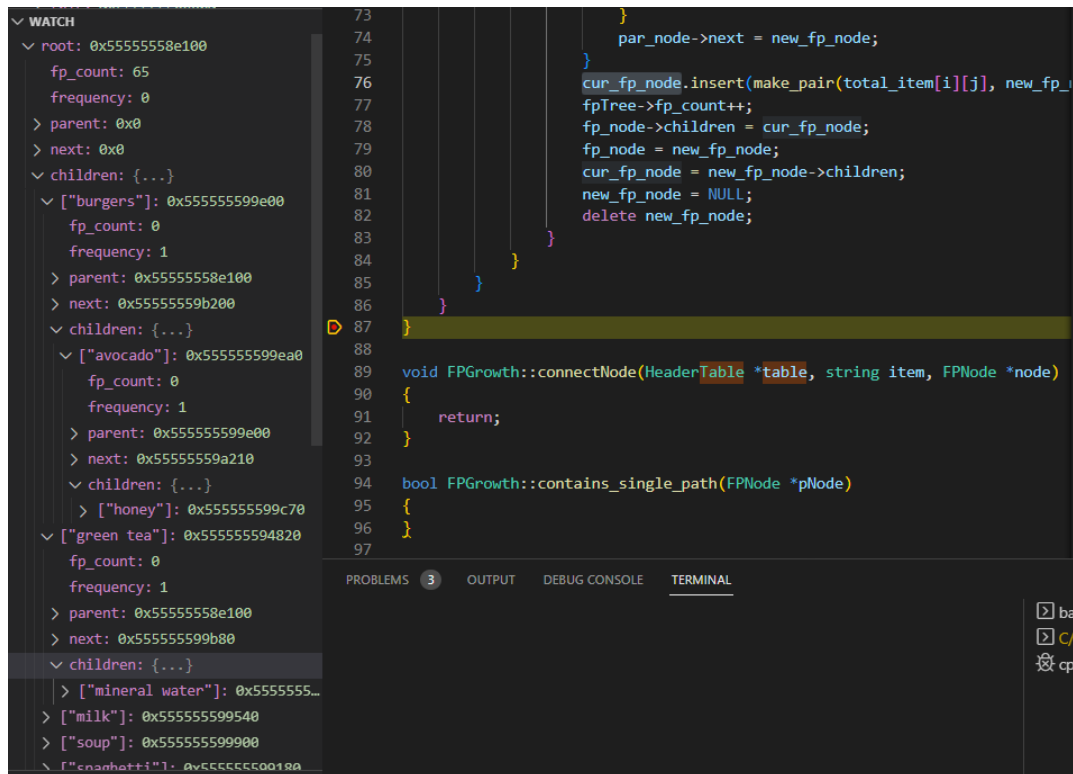 WATCH
root: 0x55555558e100
fp_count: 65
frequency: 0
parent: 0x0
next: 0x0
children: {...}
["burgers"]: 0x555555599e00
fp_count: 0
frequency: 1
parent: 0x55555558e100
next: 0x55555559b200
children: {...}
["avocado"]: 0x555555599ea0
fp_count: 0
frequency: 1
parent: 0x555555599e00
next: 0x55555559a210
children: {...}
["honey"]: 0x555555599c70
["green tea"]: 0x555555594820
fp_count: 0
frequency: 1
parent: 0x55555558e100
next: 0x555555599b80
children: {...}
["mineral water"]: 0x5555555…
["milk"]: 0x555555599540
["soup"]: 0x555555599900
["spaghetti"]: 0x555555599180
73 }
74 par_node->next = new_fp_node;
75 }
76 cur_fp_node.insert(make_pair(total_item[i][j], new_fp_
77 fpTree->fp_count++;
78 fp_node->children = cur_fp_node;
79 fp_node = new_fp_node;
80 cur_fp_node = new_fp_node->children;
81 new_fp_node = NULL;
82 delete new_fp_node;
83 }
84 }
85 }
86 }
87 }
88
89 void FPGrowth::connectNode(HeaderTable *table, string item, FPNode *node)
90 {
91 return;
92 }
93
94 bool FPGrowth::contains_single_path(FPNode *pNode)
95 {
96 }
97
PROBLEMS 3 OUTPUT DEBUG CONSOLE TERMINAL
ba
C/
cp